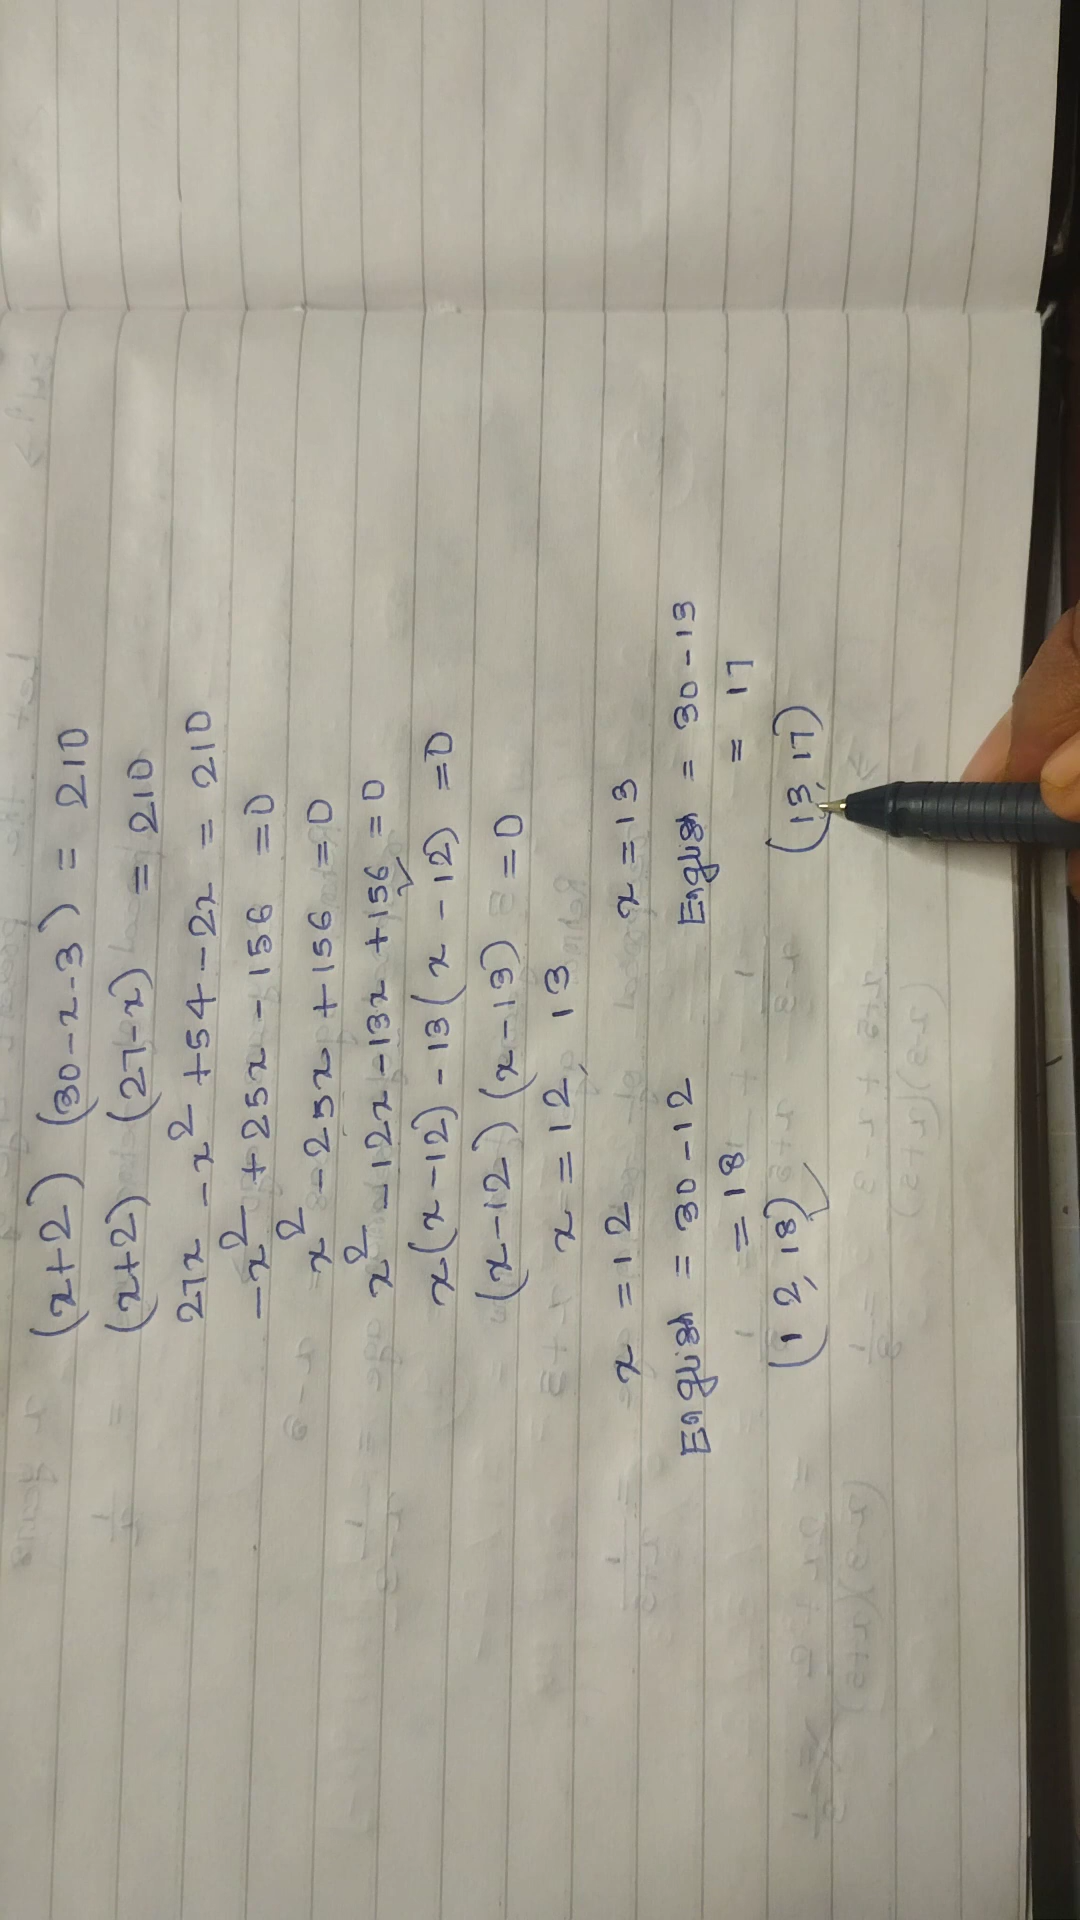 (x+2) (30-x-3) = 210
(x+2) (27-x) = 210
27x - x² + 54 - 2x = 210
-x² + 25x - 156 = 0
x² - 25x + 156 = 0
x² - 12x - 13x + 156 = 0
x(x-12) - 13(x-12) = 0
(x-12) (x-13) = 0
x = 12, 13
x = 12 x = 13
English = 30-12 English = 30-13
= 18 = 17
(12, 18) (13, 17)